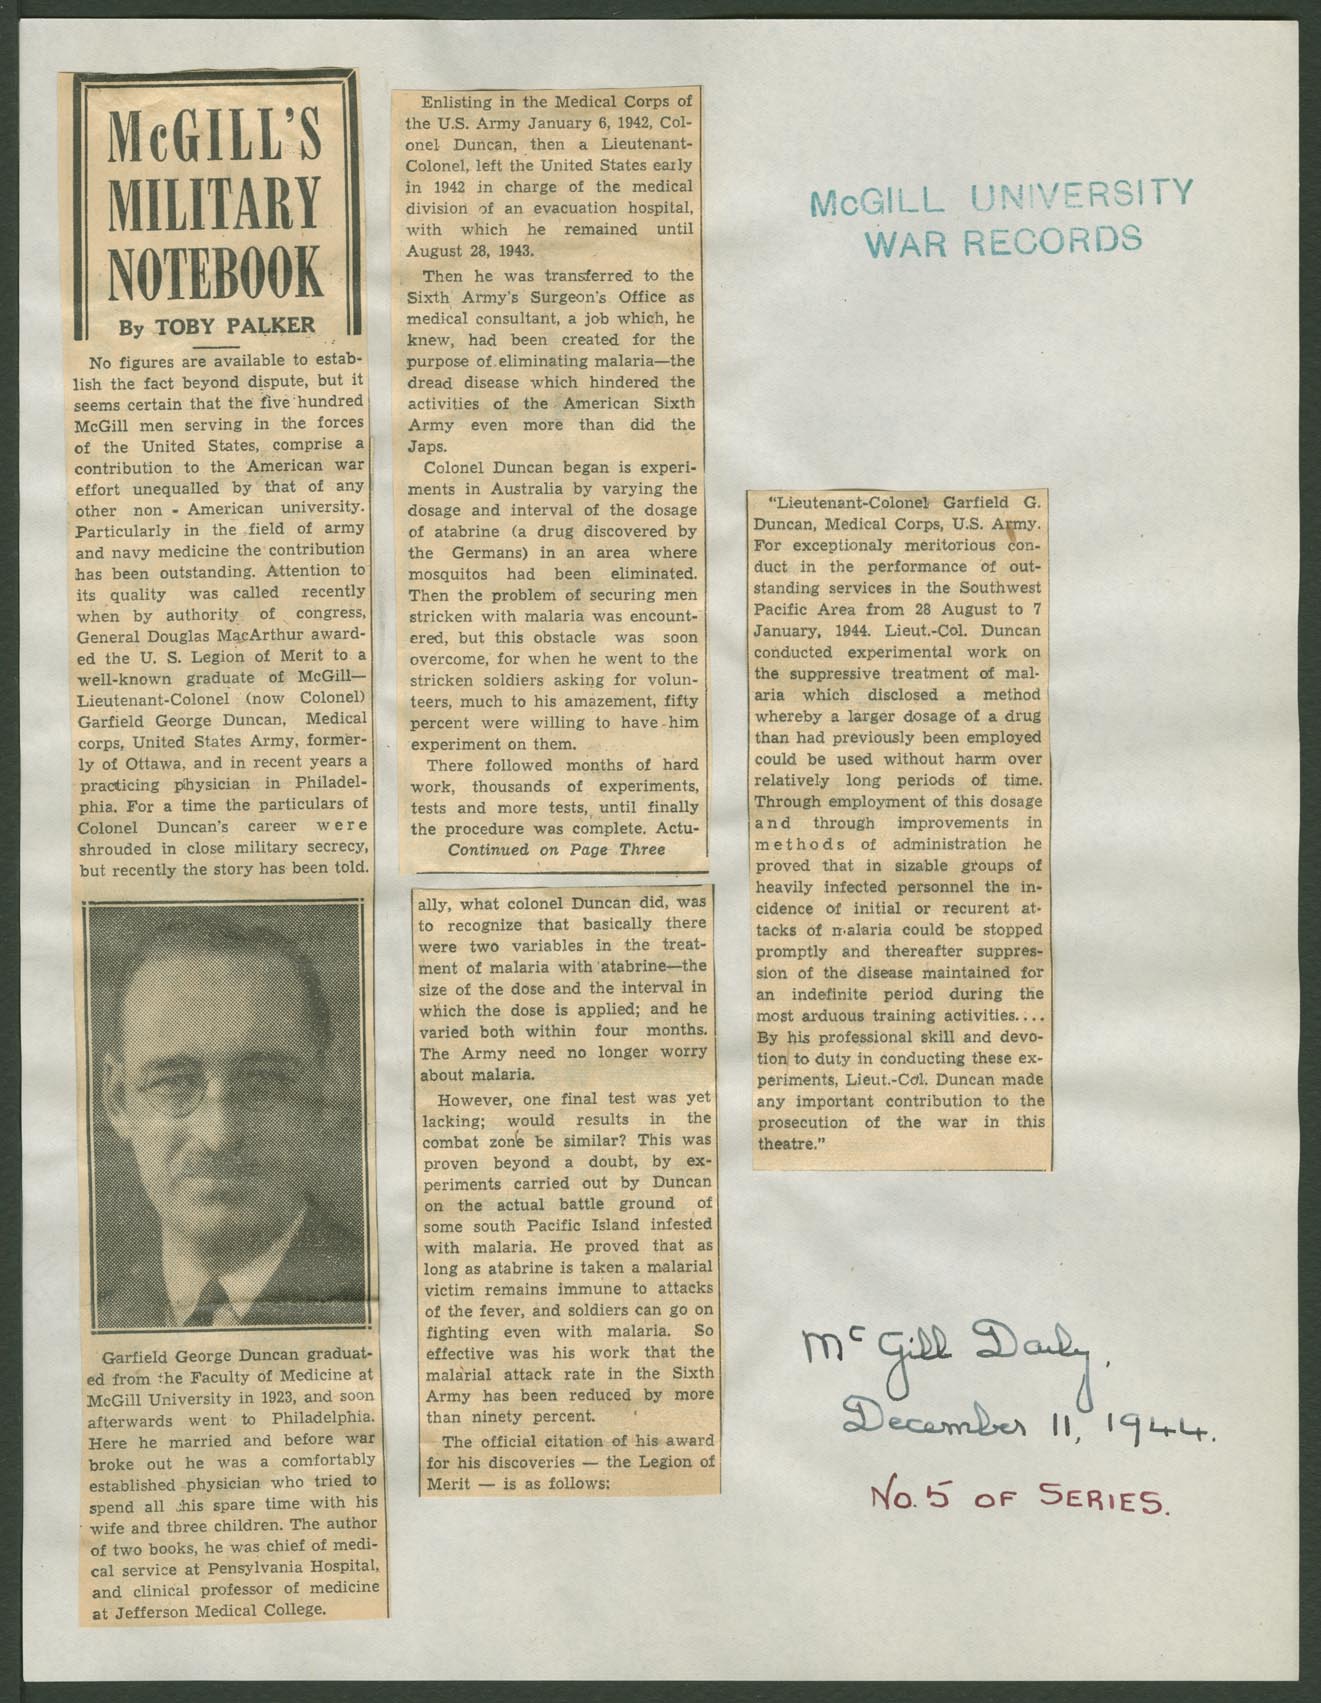 McGILL'S
MILITARY
NOTEBOOK
By TOBY PALKER
No figures are available to estab-
lish the fact beyond dispute, but it
seems certain that the five hundred
McGill men serving in the forces
of the United States, comprise a
contribution to the American war
effort unequalled by that of any
other non - American university.
Particularly in the field of army
and navy medicine the contribution
has been outstanding. Attention to
its quality was called recently
when by authority of congress,
General Douglas MacArthur award-
ed the U. S. Legion of Merit to a
well-known graduate of McGill—
Lieutenant-Colonel (now Colonel)
Garfield George Duncan, Medical
corps, United States Army, former-
ly of Ottawa, and in recent years a
practicing physician in Philadel-
phia. For a time the particulars of
Colonel Duncan's career were
shrouded in close military secrecy,
but recently the story has been told.
Garfield George Duncan graduat-
ed from the Faculty of Medicine at
McGill University in 1923, and soon
afterwards went to Philadelphia.
Here he married and before war
broke out he was a comfortably
established physician who tried to
spend all his spare time with his
wife and three children. The author
of two books, he was chief of medi-
cal service at Pensylvania Hospital,
and clinical professor of medicine
at Jefferson Medical College.
Enlisting in the Medical Corps of
the U.S. Army January 6, 1942, Col-
onel Duncan, then a Lieutenant-
Colonel, left the United States early
in 1942 in charge of the medical
division of an evacuation hospital,
with which he remained until
August 28, 1943.
Then he was transferred to the
Sixth Army's Surgeon's Office as
medical consultant, a job which, he
knew, had been created for the
purpose of eliminating malaria—the
dread disease which hindered the
activities of the American Sixth
Army even more than did the
Japs.
Colonel Duncan began is experi-
ments in Australia by varying the
dosage and interval of the dosage
of atabrine (a drug discovered by
the Germans) in an area where
mosquitos had been eliminated.
Then the problem of securing men
stricken with malaria was encount-
ered, but this obstacle was soon
overcome, for when he went to the
stricken soldiers asking for volun-
teers, much to his amazement, fifty
percent were willing to have him
experiment on them.
There followed months of hard
work, thousands of experiments,
tests and more tests, until finally
the procedure was complete. Actu-
Continued on Page Three
ally, what colonel Duncan did, was
to recognize that basically there
were two variables in the treat-
ment of malaria with atabrine—the
size of the dose and the interval in
which the dose is applied; and he
varied both within four months.
The Army need no longer worry
about malaria.
However, one final test was yet
lacking; would results in the
combat zone be similar? This was
proven beyond a doubt, by ex-
periments carried out by Duncan
on the actual battle ground of
some south Pacific Island infested
with malaria. He proved that as
long as atabrine is taken a malarial
victim remains immune to attacks
of the fever, and soldiers can go on
fighting even with malaria. So
effective was his work that the
malarial attack rate in the Sixth
Army has been reduced by more
than ninety percent.
The official citation of his award
for his discoveries — the Legion of
Merit — is as follows:
McGILL UNIVERSITY
WAR RECORDS
"Lieutenant-Colonel Garfield G.
Duncan, Medical Corps, U.S. Army.
For exceptionaly meritorious con-
duct in the performance of out-
standing services in the Southwest
Pacific Area from 28 August to 7
January, 1944. Lieut.-Col. Duncan
conducted experimental work on
the suppressive treatment of mal-
aria which disclosed a method
whereby a larger dosage of a drug
than had previously been employed
could be used without harm over
relatively long periods of time.
Through employment of this dosage
and through improvements in
methods of administration he
proved that in sizable groups of
heavily infected personnel the in-
cidence of initial or recurent at-
tacks of malaria could be stopped
promptly and thereafter suppres-
sion of the disease maintained for
an indefinite period during the
most arduous training activities....
By his professional skill and devo-
tion to duty in conducting these ex-
periments, Lieut.-Col. Duncan made
any important contribution to the
prosecution of the war in this
theatre."
McGill Daily,
December 11, 1944.
No. 5 OF SERIES.